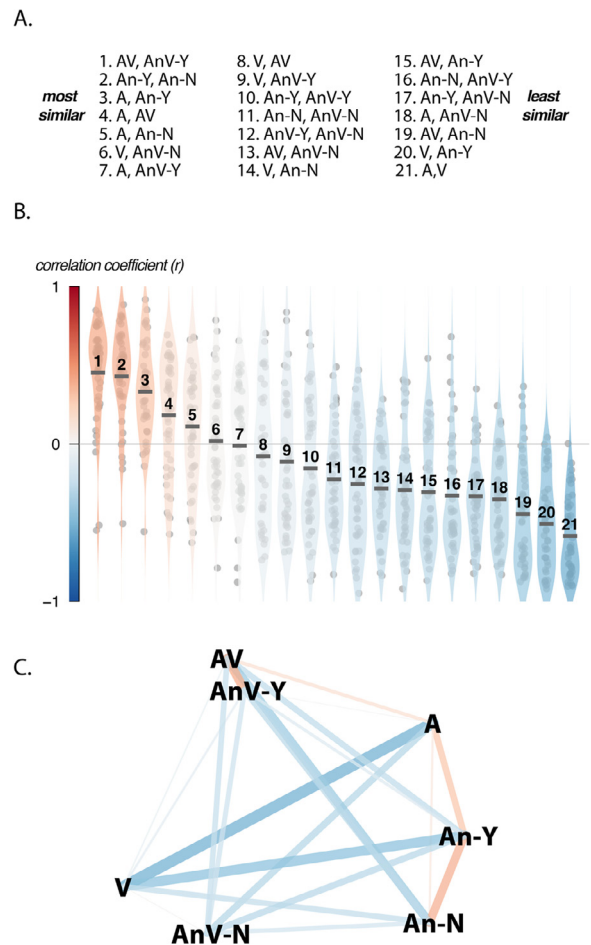 A.
most similar
1. AV, AnV-Y
2. An-Y, An-N
3. A, An-Y
4. A, AV
5. A, An-N
6. V, AnV-N
7. A, AnV-Y
8. V, AV
9. V, AnV-Y
10. An-Y, AnV-Y
11. An-N, AnV-N
12. AnV-Y, AnV-N
13. AV, AnV-N
14. V, An-N
15. AV, An-Y
16. An-N, AnV-Y
17. An-Y, AnV-N
18. A, AnV-N
19. AV, An-N
20. V, An-Y
21. A,V
least similar
B.
correlation coefficient (r)
1
0
−1
1
2
3
4
5
6
7
8
9
10
11
12
13
14
15
16
17
18
19
20
21
C.
AV
AnV-Y
A
An-Y
V
An-N
AnV-N